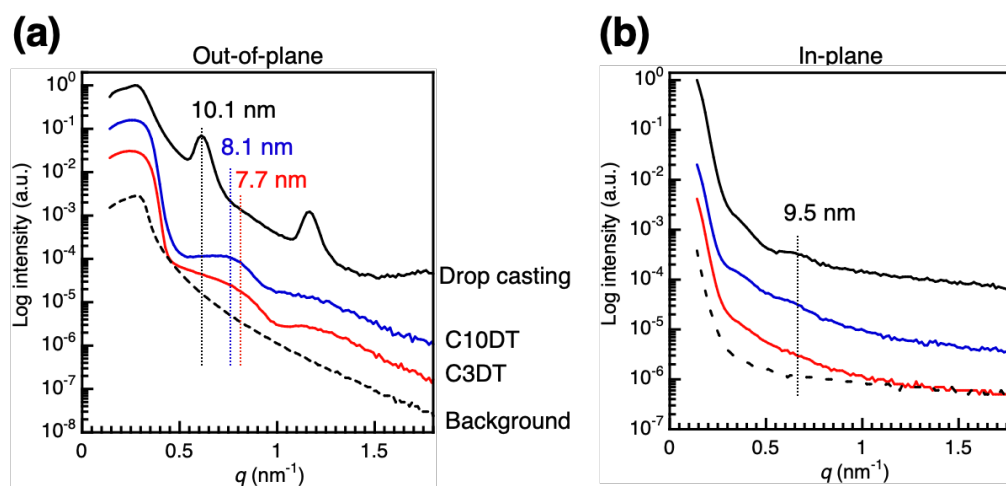 (a)
Out-of-plane
10⁰
10⁻¹
10⁻²
10⁻³
10⁻⁴
10⁻⁵
10⁻⁶
10⁻⁷
10⁻⁸
Log intensity (a.u.)
10.1 nm
8.1 nm
7.7 nm
Drop casting
C10DT
C3DT
Background
0
0.5
1
1.5
q (nm⁻¹)
(b)
In-plane
10⁰
10⁻¹
10⁻²
10⁻³
10⁻⁴
10⁻⁵
10⁻⁶
10⁻⁷
Log intensity (a.u.)
9.5 nm
0
0.5
1
1.5
q (nm⁻¹)